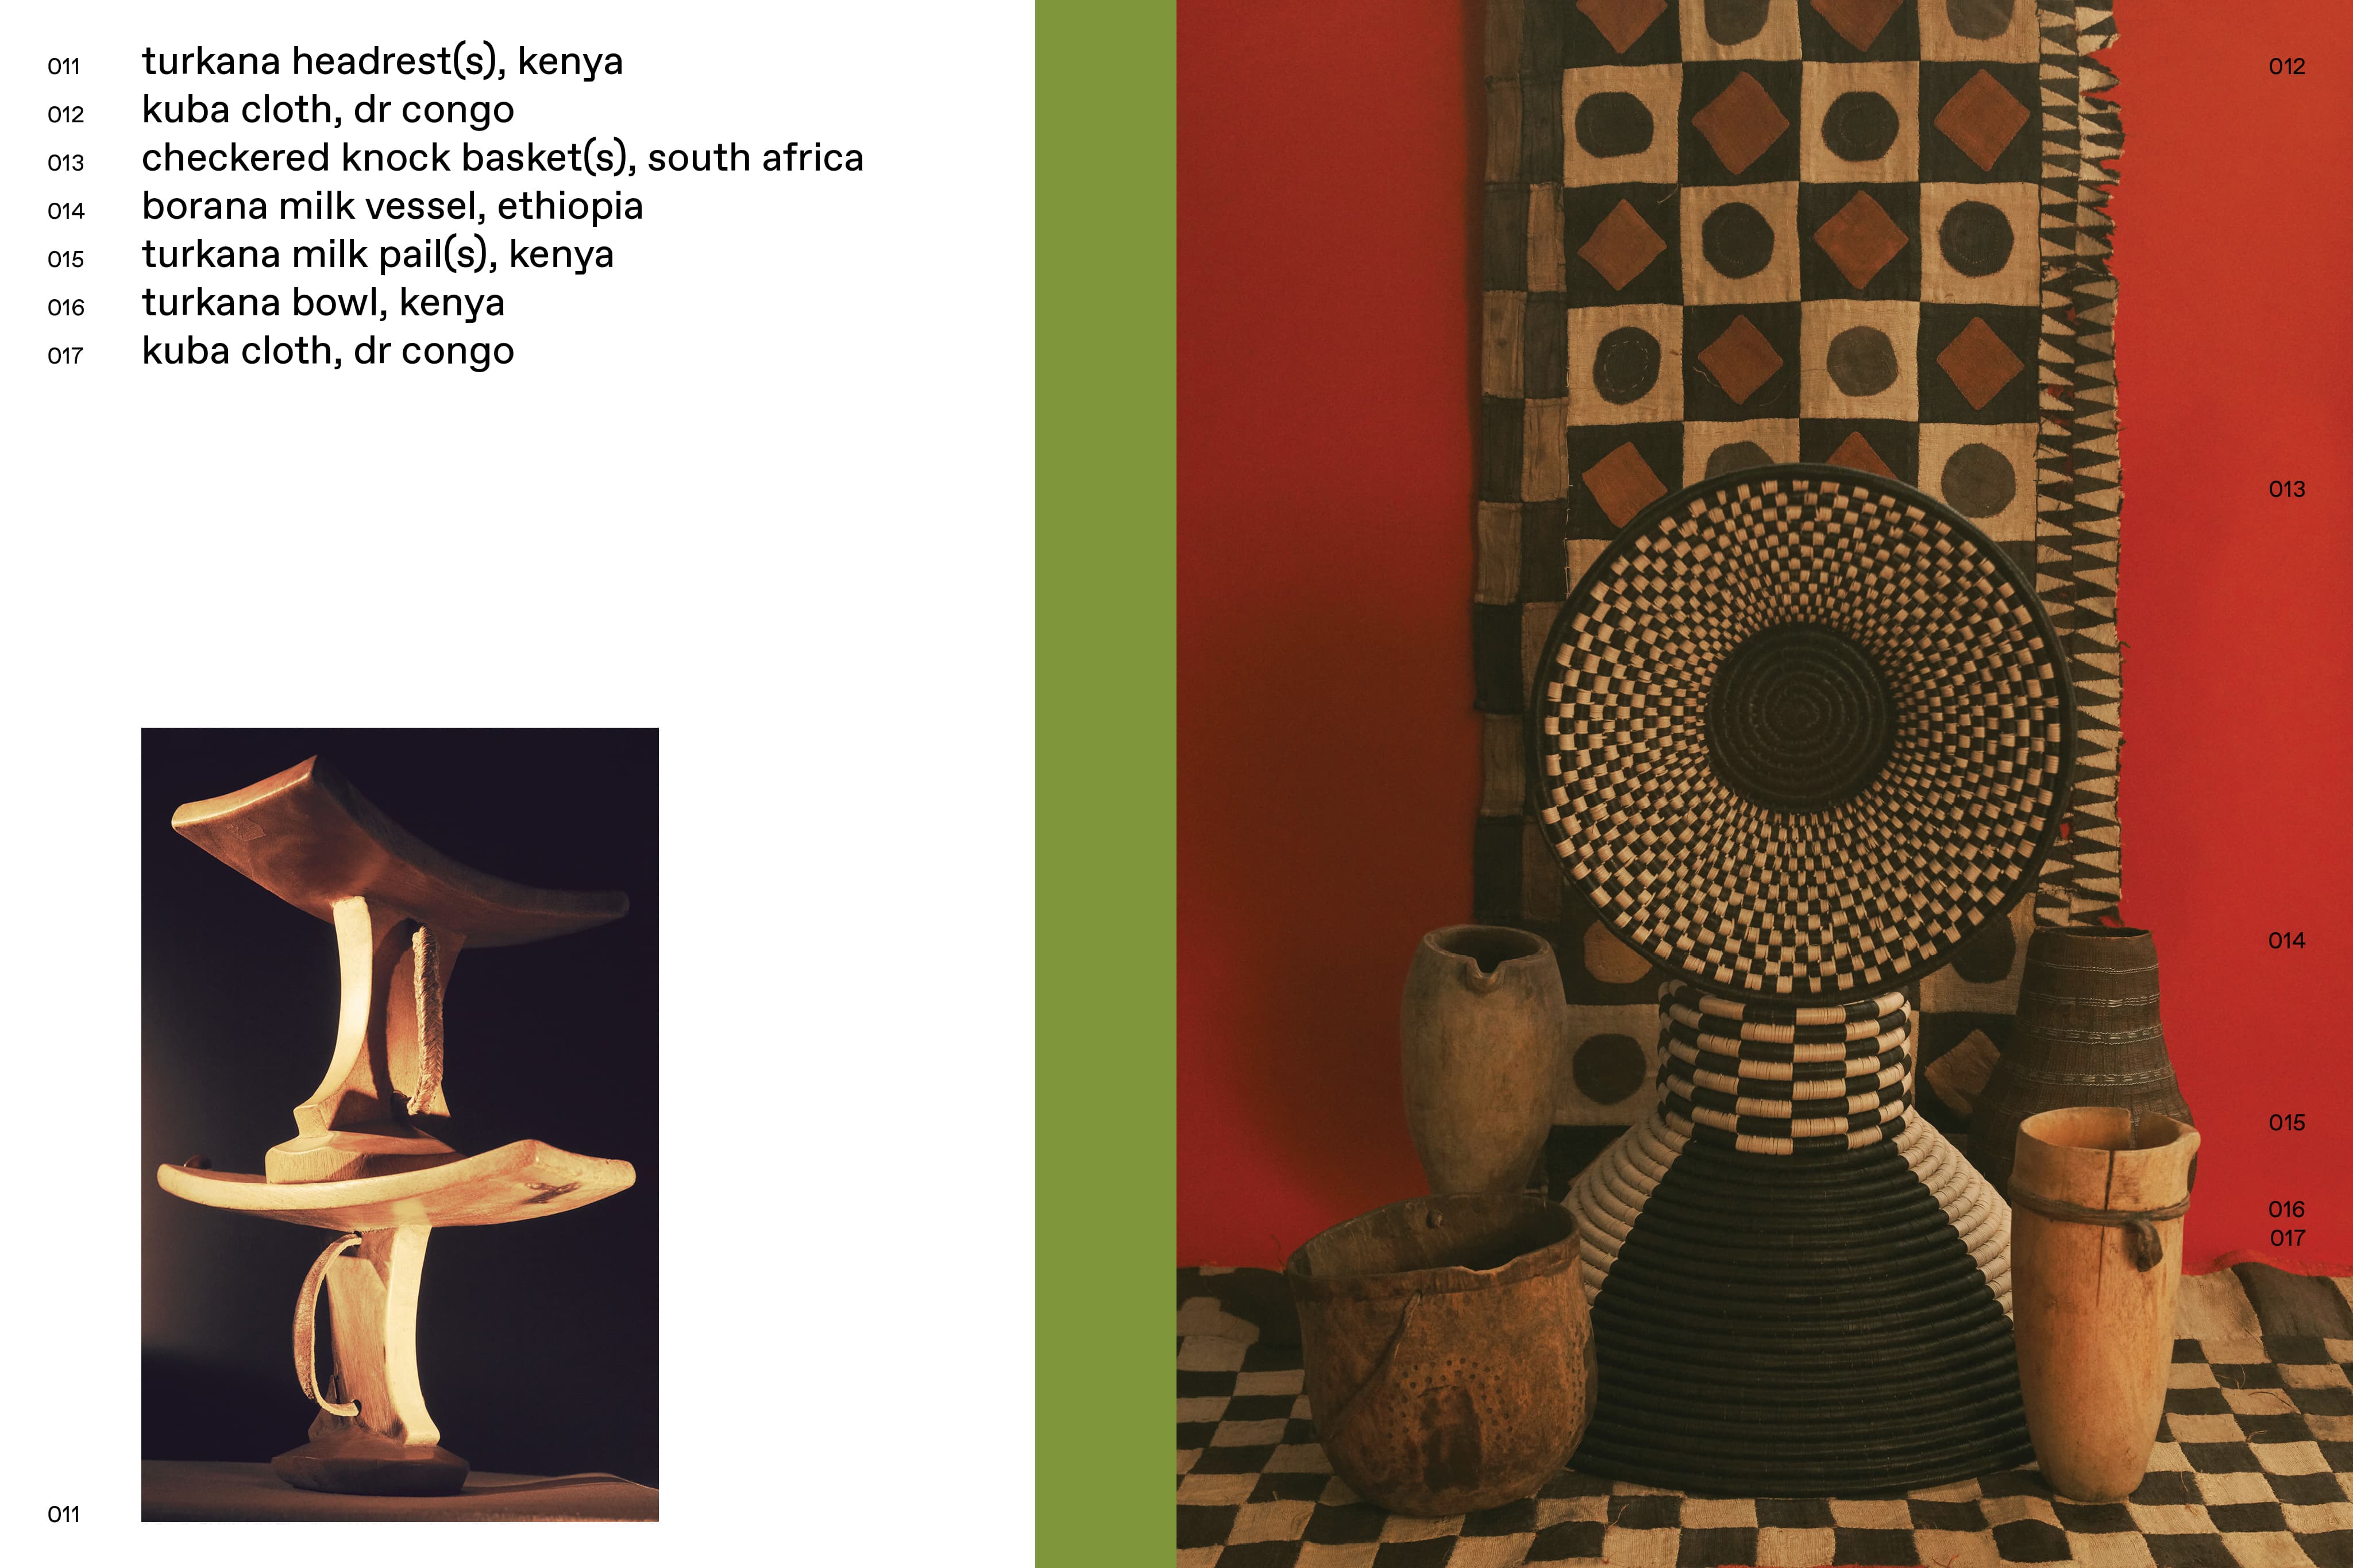 011 turkana headrest(s), kenya
012 kuba cloth, dr congo
013 checkered knock basket(s), south africa
014 borana milk vessel, ethiopia
015 turkana milk pail(s), kenya
016 turkana bowl, kenya
017 kuba cloth, dr congo
011
012
013
014
015
016
017